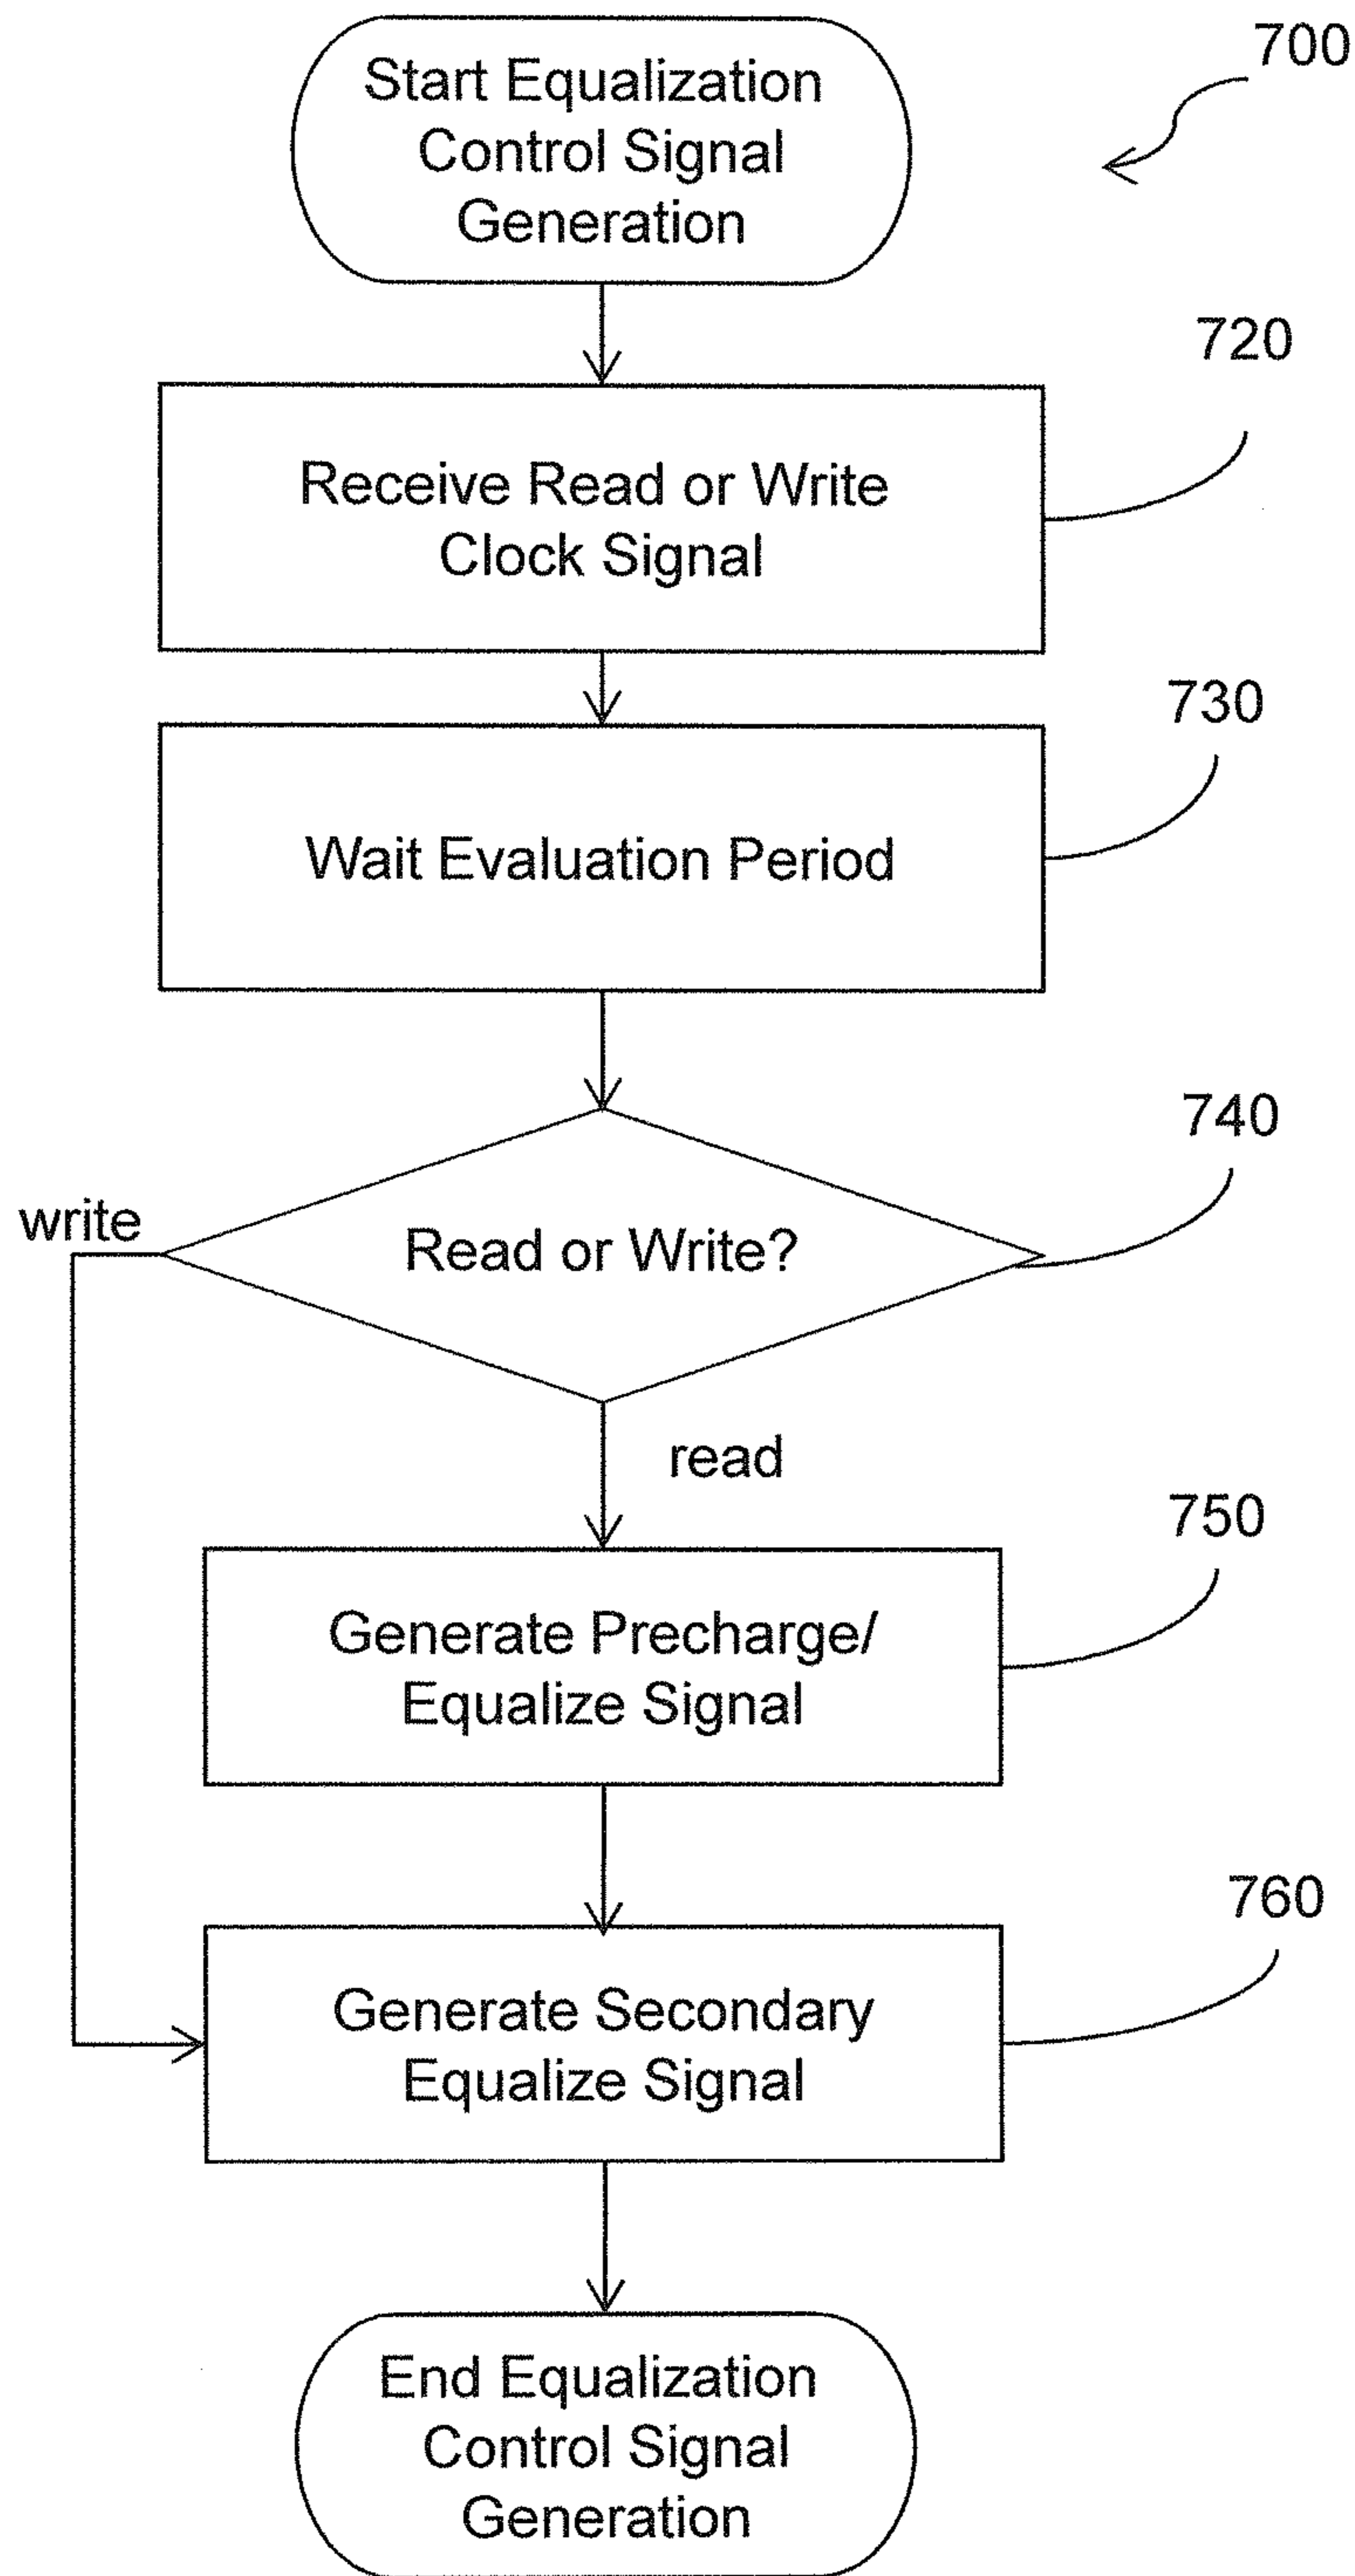 700
Start Equalization
Control Signal
Generation
720
Receive Read or Write
Clock Signal
730
Wait Evaluation Period
740
write
Read or Write?
read
750
Generate Precharge/
Equalize Signal
760
Generate Secondary
Equalize Signal
End Equalization
Control Signal
Generation